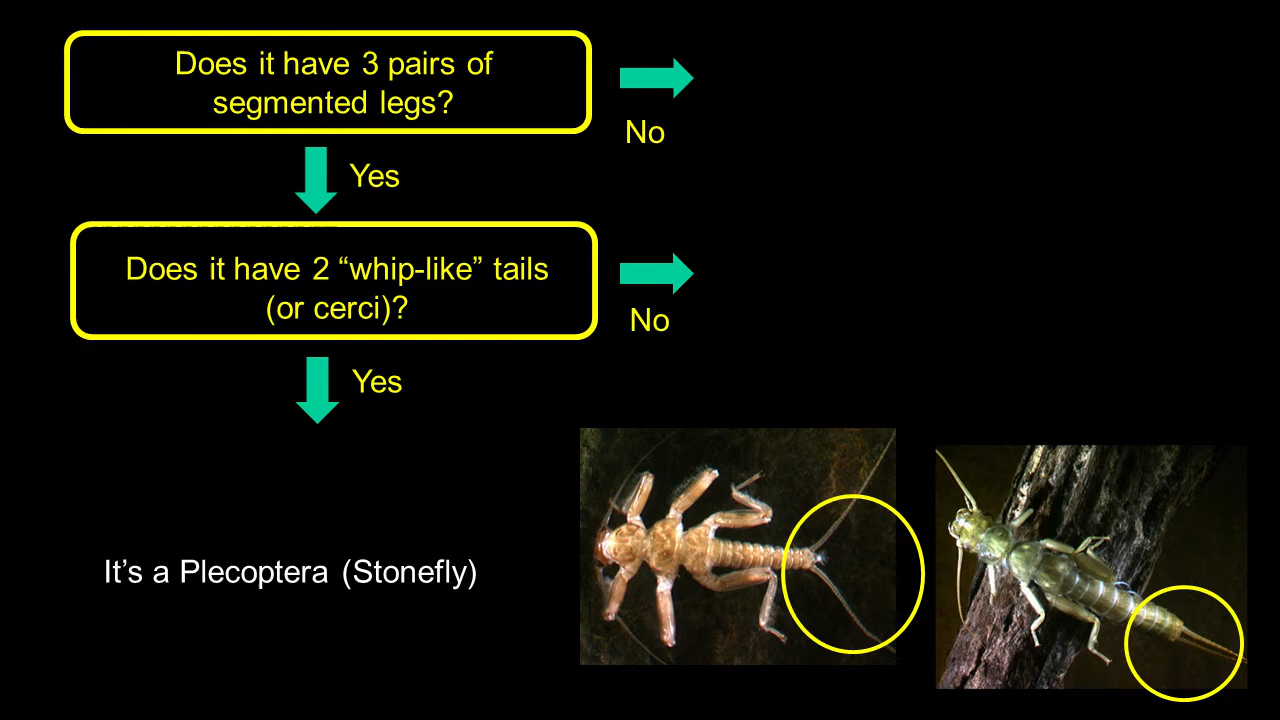 Does it have 3 pairs of
segmented legs?
No
Yes
Does it have 2 “whip-like” tails
(or cerci)?
No
Yes
It’s a Plecoptera (Stonefly)